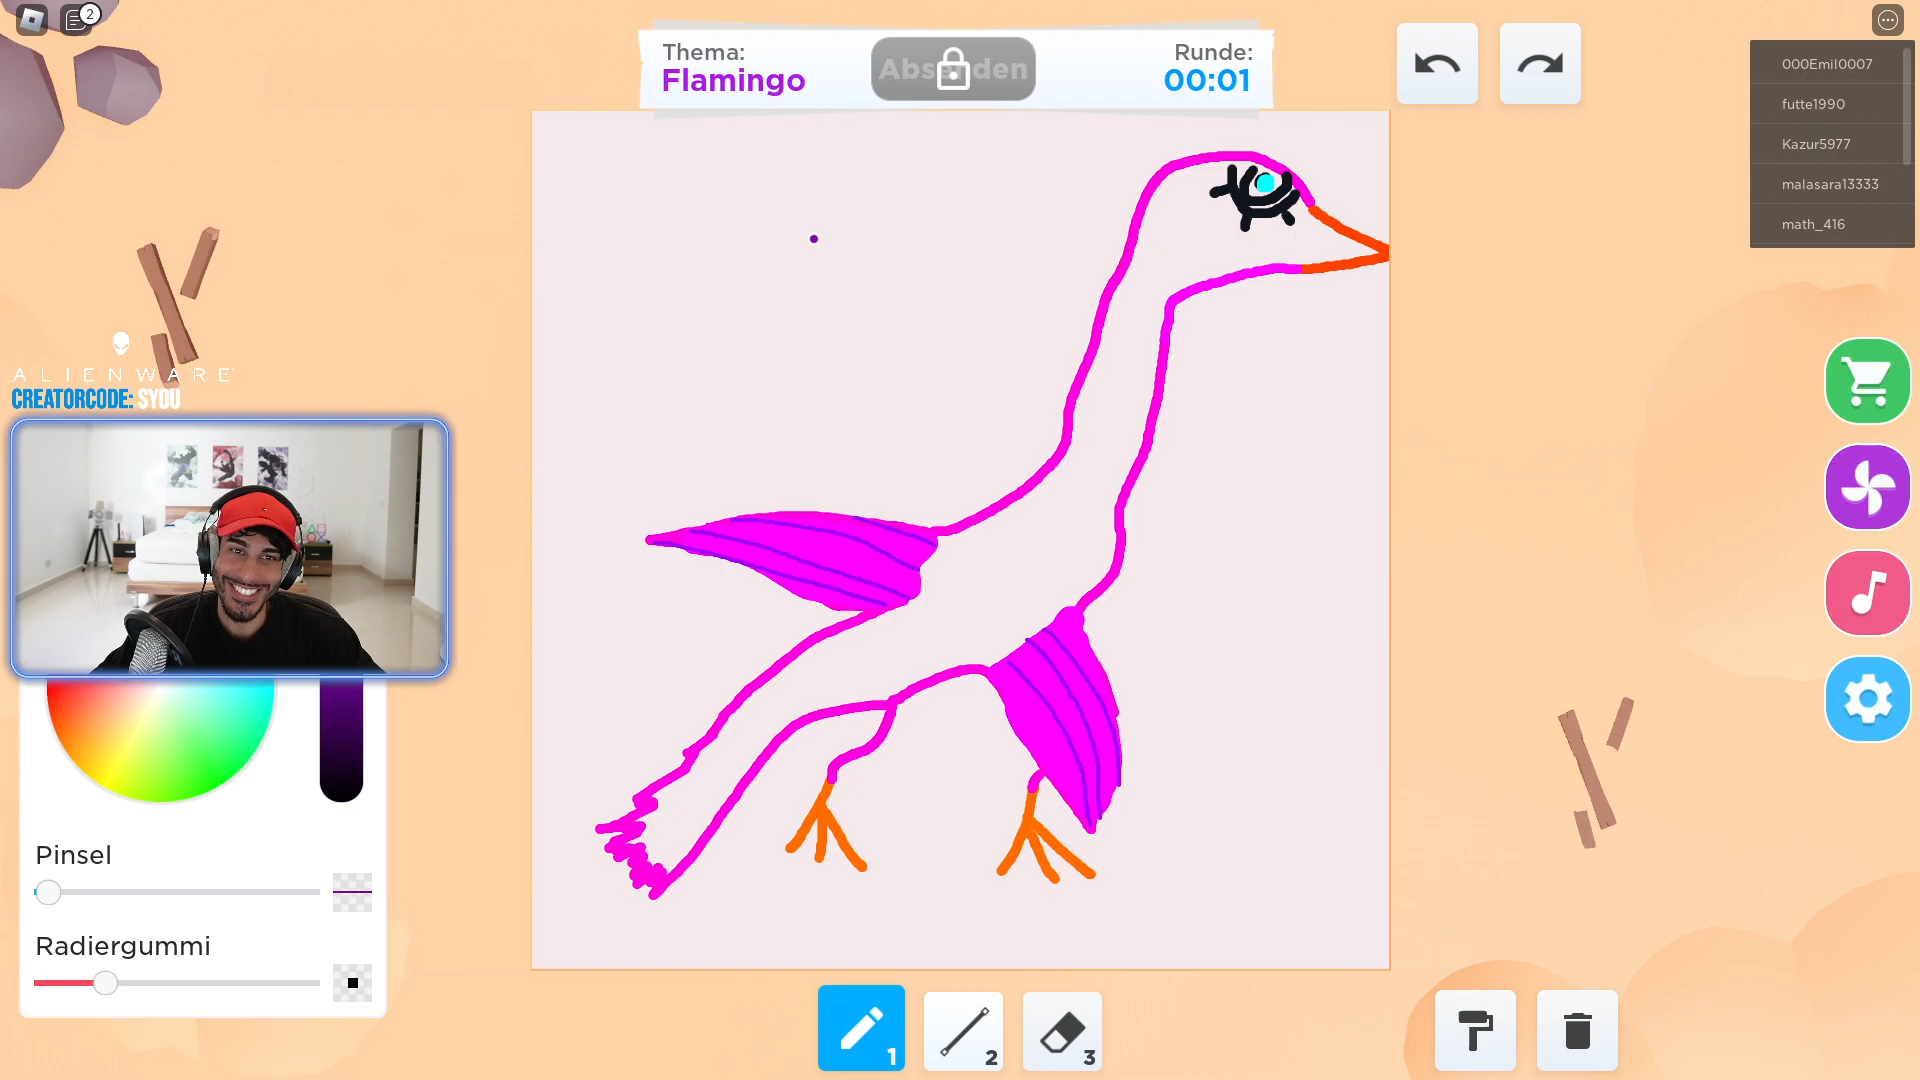 2
Thema:
Flamingo
Absenden
Runde:
00:01
000Emil0007
futte1990
Kazur5977
malasara13333
math_416
ALIENWARE
CREATORCODE: SYOU
Pinsel
Radiergummi
1
2
3